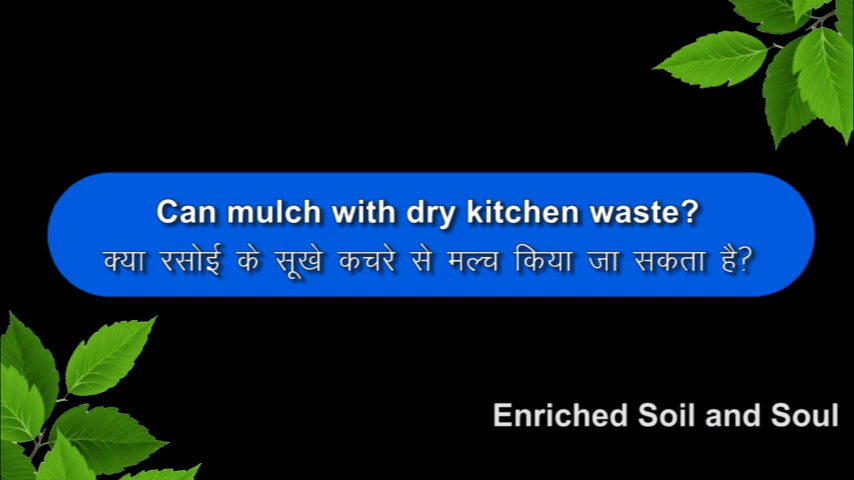 Can mulch with dry kitchen waste?
क्या रसोई के सूखे कचरे से मल्च किया जा सकता है?
Enriched Soil and Soul